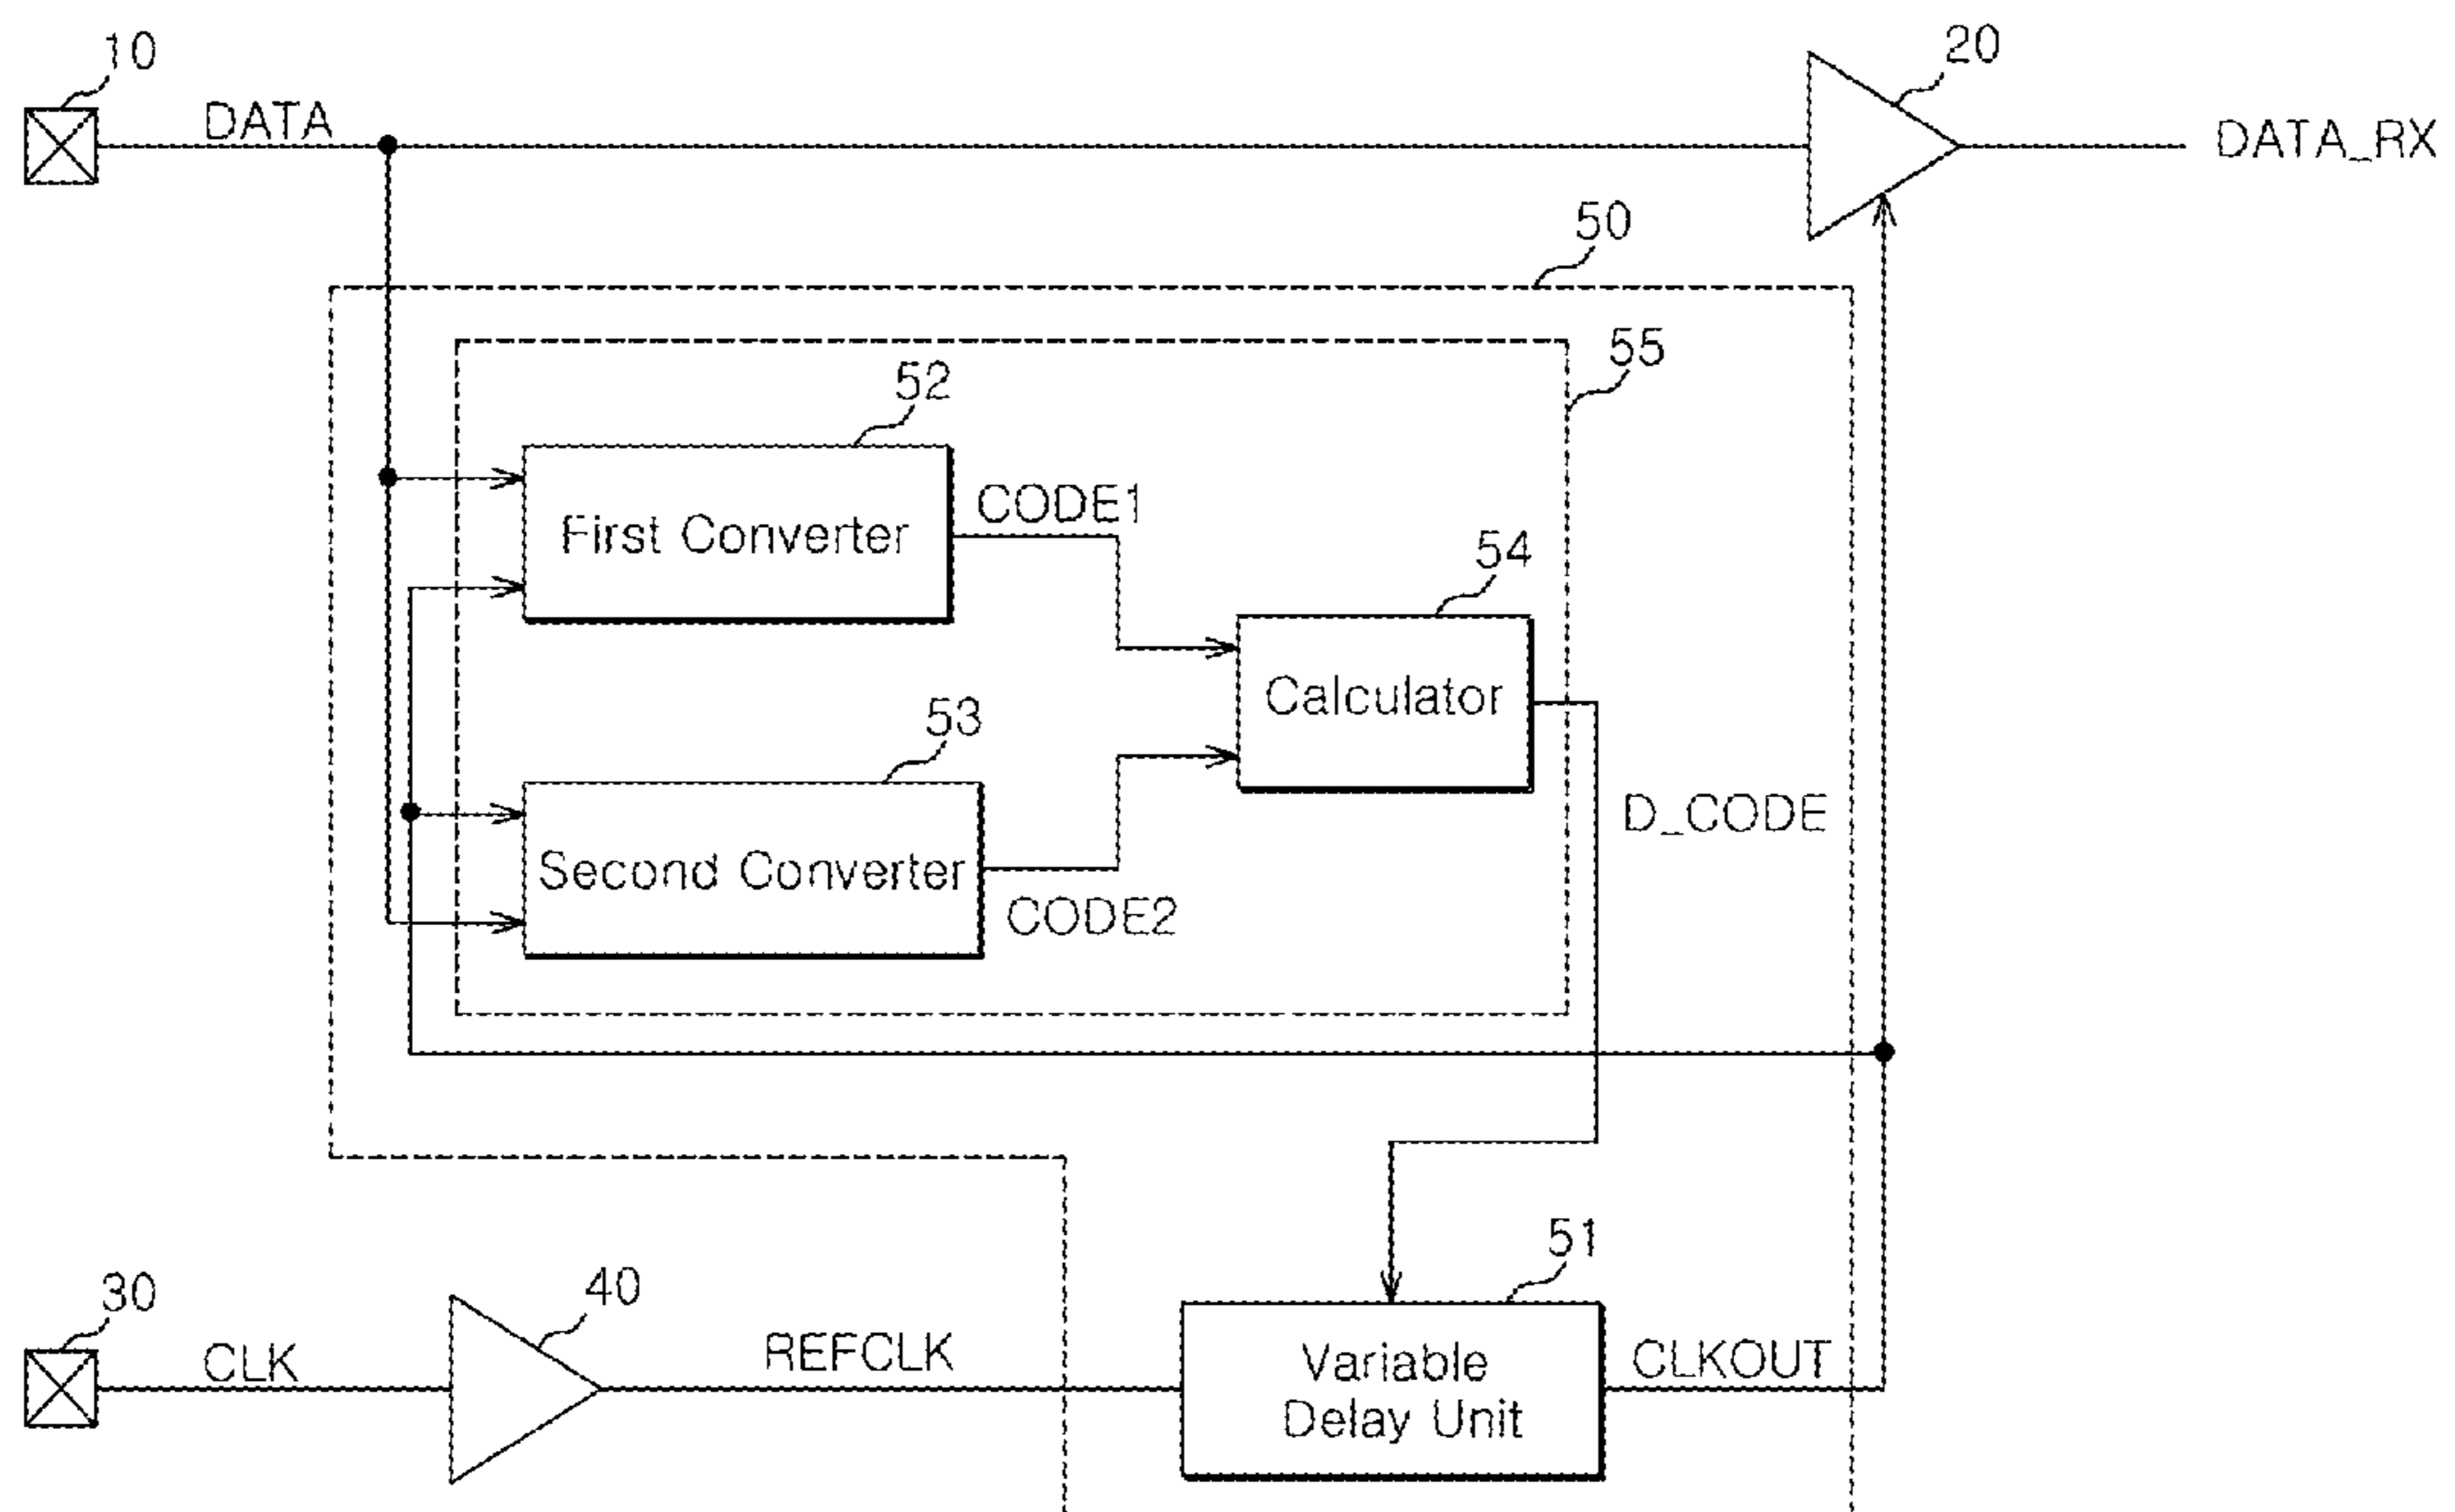 10
20
DATA
DATA_RX
50
55
52
First Converter
CODE1
54
Calculator
53
Second Converter
CODE2
D_CODE
51
30
40
CLK
REFCLK
Variable
Delay Unit
CLKOUT